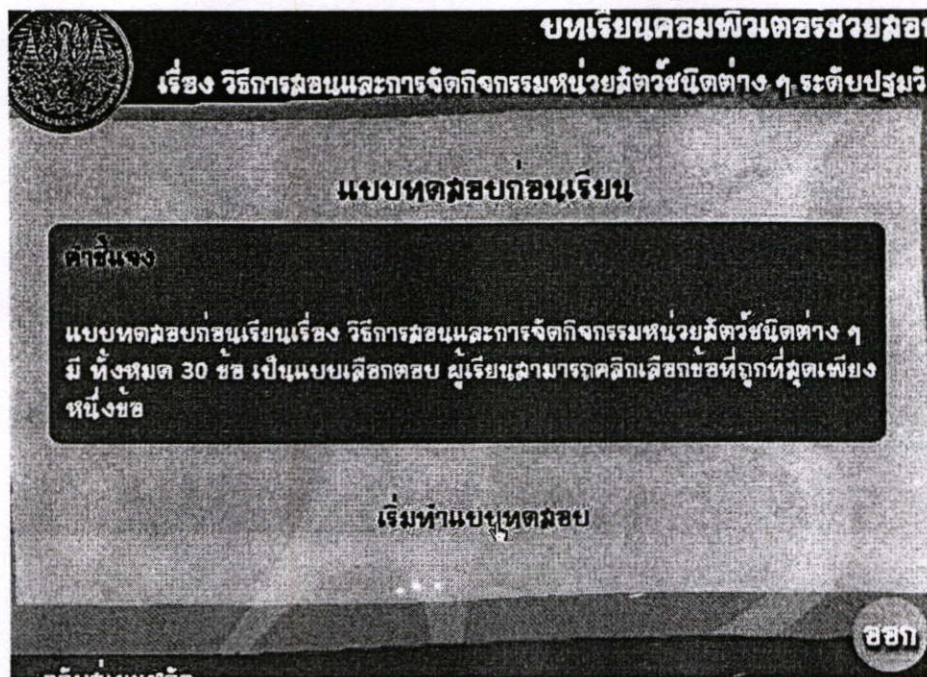 บทเรียนคอมพิวเตอร์ช่วยสอน
เรื่อง วิธีการสอนและการจัดกิจกรรมหน่วยสัตว์ชนิดต่าง ๆ ระดับปฐมวั
แบบทดสอบก่อนเรียน
คำชี้แจง
แบบทดสอบก่อนเรียนเรื่อง วิธีการสอนและการจัดกิจกรรมหน่วยสัตว์ชนิดต่าง ๆ
มี ทั้งหมด 30 ข้อ เป็นแบบเลือกตอบ ผู้เรียนสามารถคลิกเลือกข้อที่ถูกที่สุดเพียง
หนึ่งข้อ
เริ่มทำแบบทดสอบ
ออก